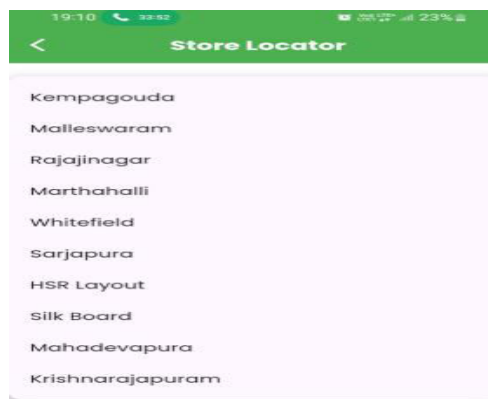 19:10 33:52 23%
Store Locator
Kempagouda
Malleswaram
Rajajinagar
Marthahalli
Whitefield
Sarjapura
HSR Layout
Silk Board
Mahadevapura
Krishnarajapuram